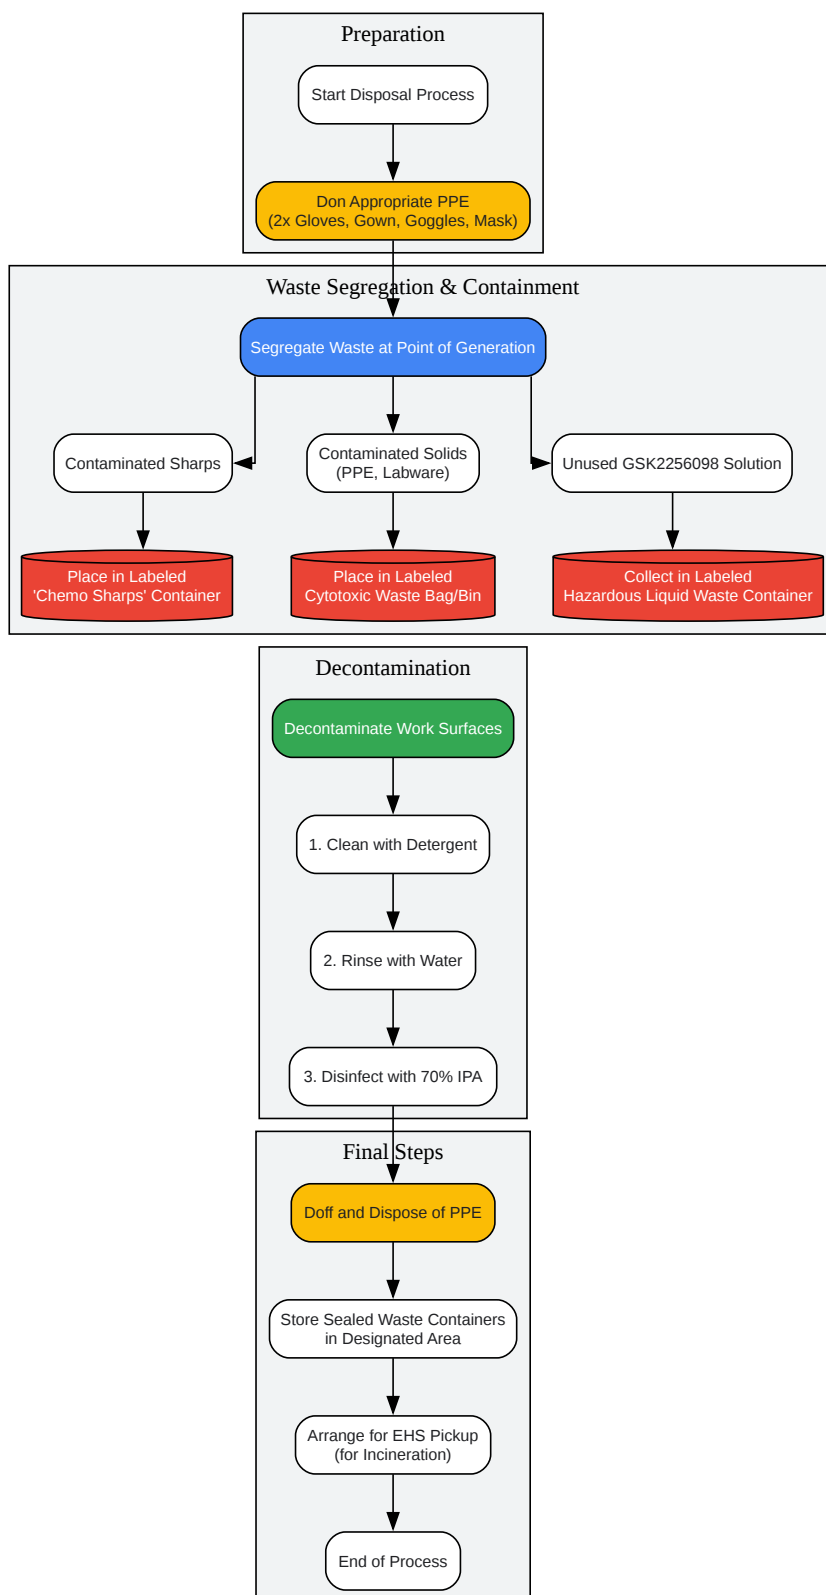 Preparation
Start Disposal Process
Don Appropriate PPE
(2x Gloves, Gown, Goggles, Mask)
Waste Segregation & Containment
Segregate Waste at Point of Generation
Contaminated Sharps
Contaminated Solids
(PPE, Labware)
Unused GSK2256098 Solution
Place in Labeled
'Chemo Sharps' Container
Place in Labeled
Cytotoxic Waste Bag/Bin
Collect in Labeled
Hazardous Liquid Waste Container
Decontamination
Decontaminate Work Surfaces
1. Clean with Detergent
2. Rinse with Water
3. Disinfect with 70% IPA
Final Steps
Doff and Dispose of PPE
Store Sealed Waste Containers
in Designated Area
Arrange for EHS Pickup
(for Incineration)
End of Process